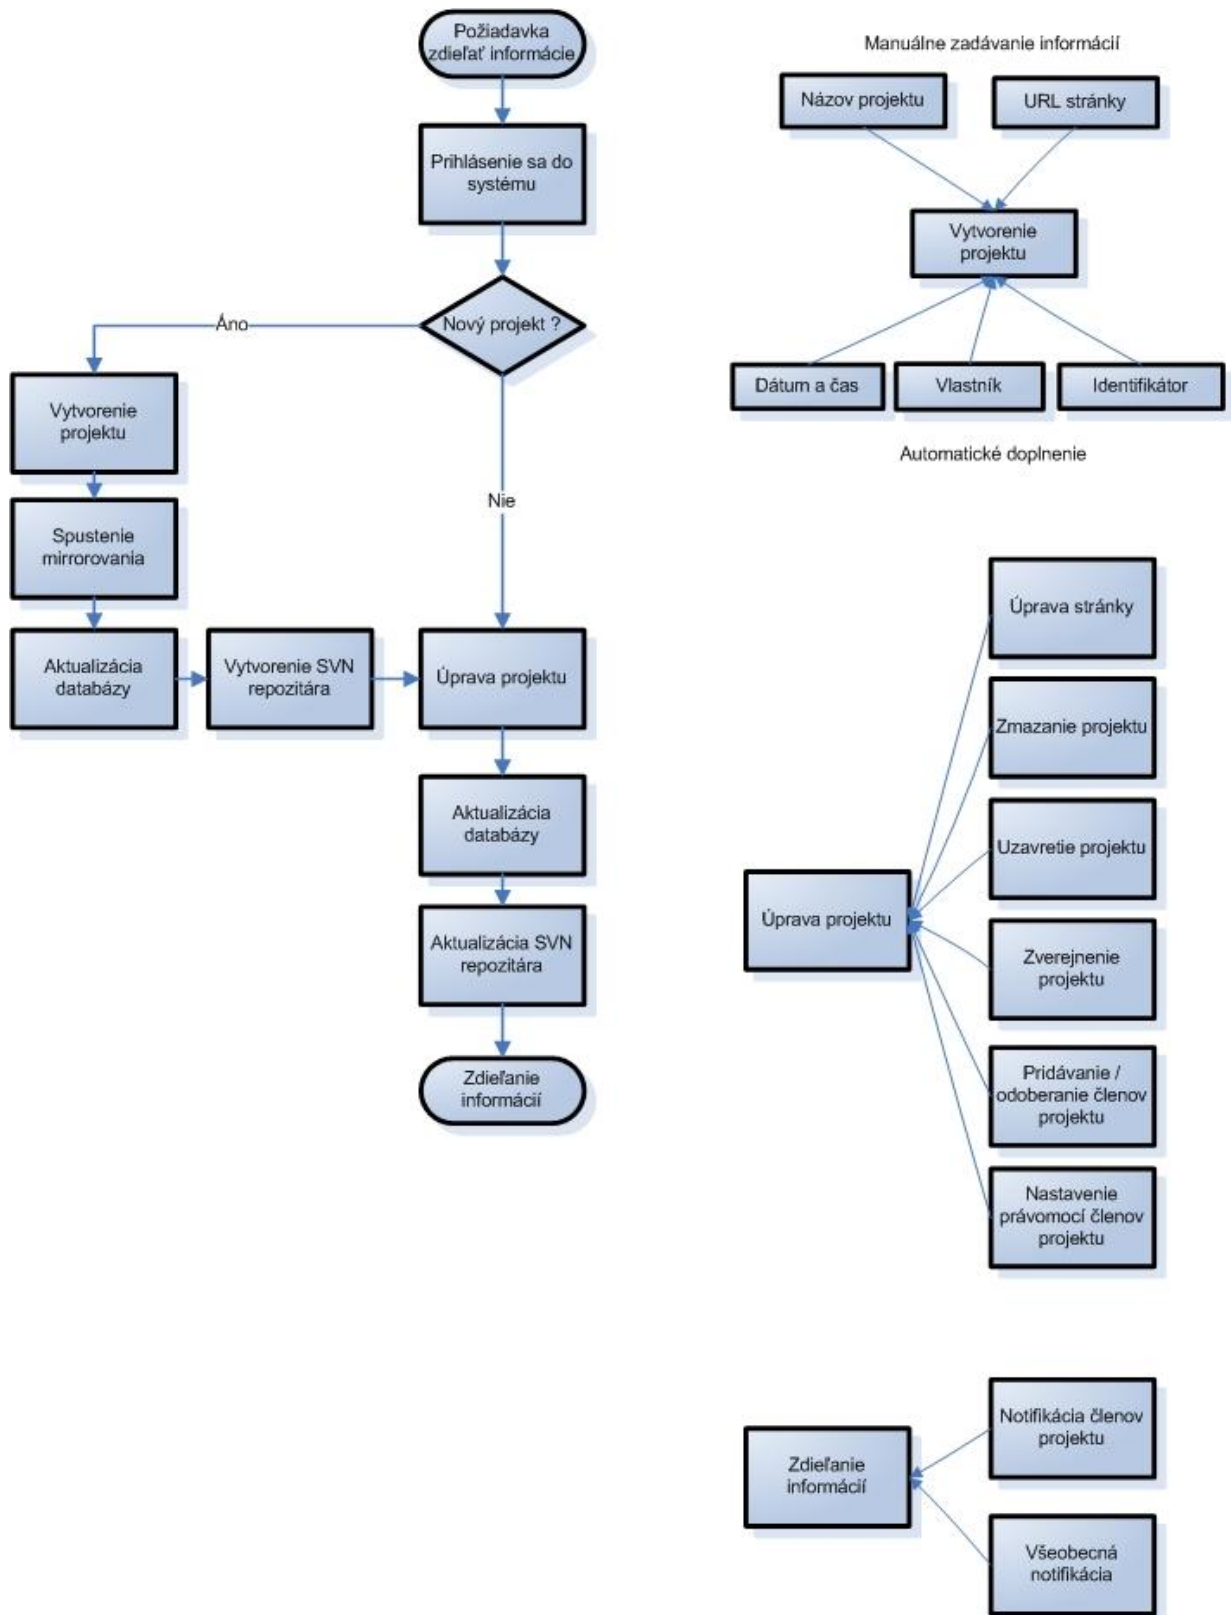 Požiadavka
zdieľať informácie
Prihlásenie sa do
systému
Nový projekt ?
Áno
Vytvorenie
projektu
Spustenie
mirrorovania
Nie
Aktualizácia
databázy
Vytvorenie SVN
repozitára
Úprava projektu
Aktualizácia
databázy
Aktualizácia SVN
repozitára
Zdieľanie
informácií
Manuálne zadávanie informácií
Názov projektu
URL stránky
Vytvorenie
projektu
Dátum a čas
Vlastník
Identifikátor
Automatické doplnenie
Úprava projektu
Úprava stránky
Zmazanie projektu
Uzavretie projektu
Zverejnenie
projektu
Pridávanie /
odoberanie členov
projektu
Nastavenie
právomocí členov
projektu
Zdieľanie
informácií
Notifikácia členov
projektu
Všeobecná
notifikácia